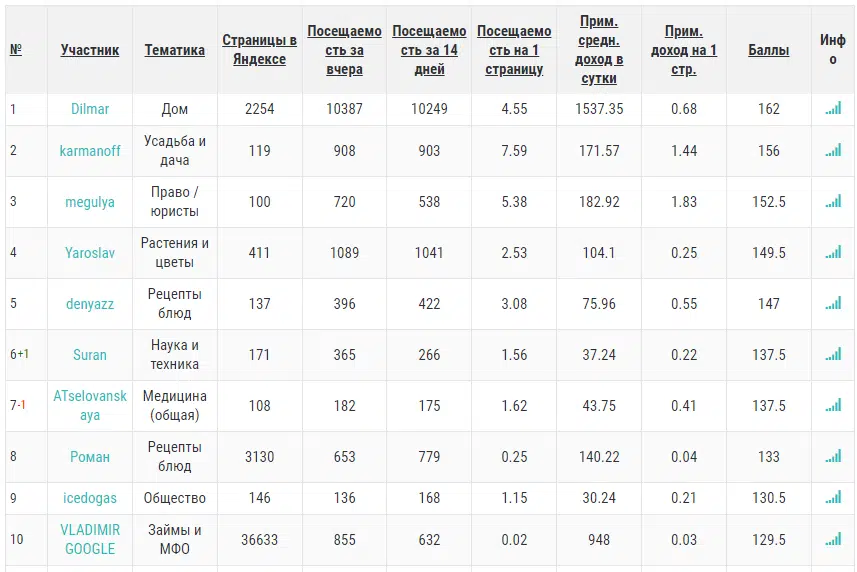 № Участник Тематика Страницы в Яндексе Посещаемость за вчера Посещаемость за 14 дней Посещаемость на 1 страницу Прим. средн. доход в сутки Прим. доход на 1 стр. Баллы Инфо
1 Dilmar Дом 2254 10387 10249 4.55 1537.35 0.68 162
2 karmanoff Усадьба и дача 119 908 903 7.59 171.57 1.44 156
3 megulya Право / юристы 100 720 538 5.38 182.92 1.83 152.5
4 Yaroslav Растения и цветы 411 1089 1041 2.53 104.1 0.25 149.5
5 denyazz Рецепты блюд 137 396 422 3.08 75.96 0.55 147
6+1 Suran Наука и техника 171 365 266 1.56 37.24 0.22 137.5
7-1 ATselovanskaya Медицина (общая) 108 182 175 1.62 43.75 0.41 137.5
8 Роман Рецепты блюд 3130 653 779 0.25 140.22 0.04 133
9 icedogas Общество 146 136 168 1.15 30.24 0.21 130.5
10 VLADIMIR GOOGLE Займы и МФО 36633 855 632 0.02 948 0.03 129.5